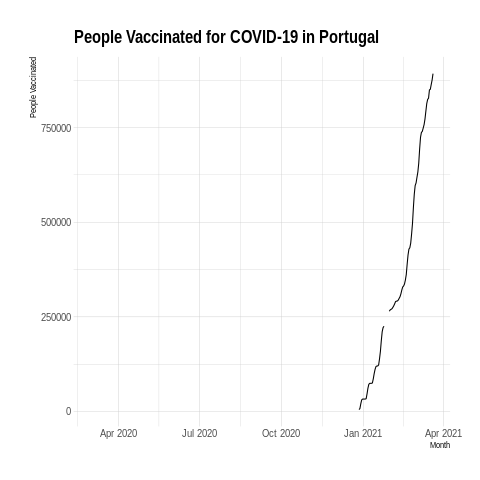 People Vaccinated for COVID-19 in Portugal
People Vaccinated
750000
500000
250000
0
Apr 2020 Jul 2020 Oct 2020 Jan 2021 Apr 2021
Month